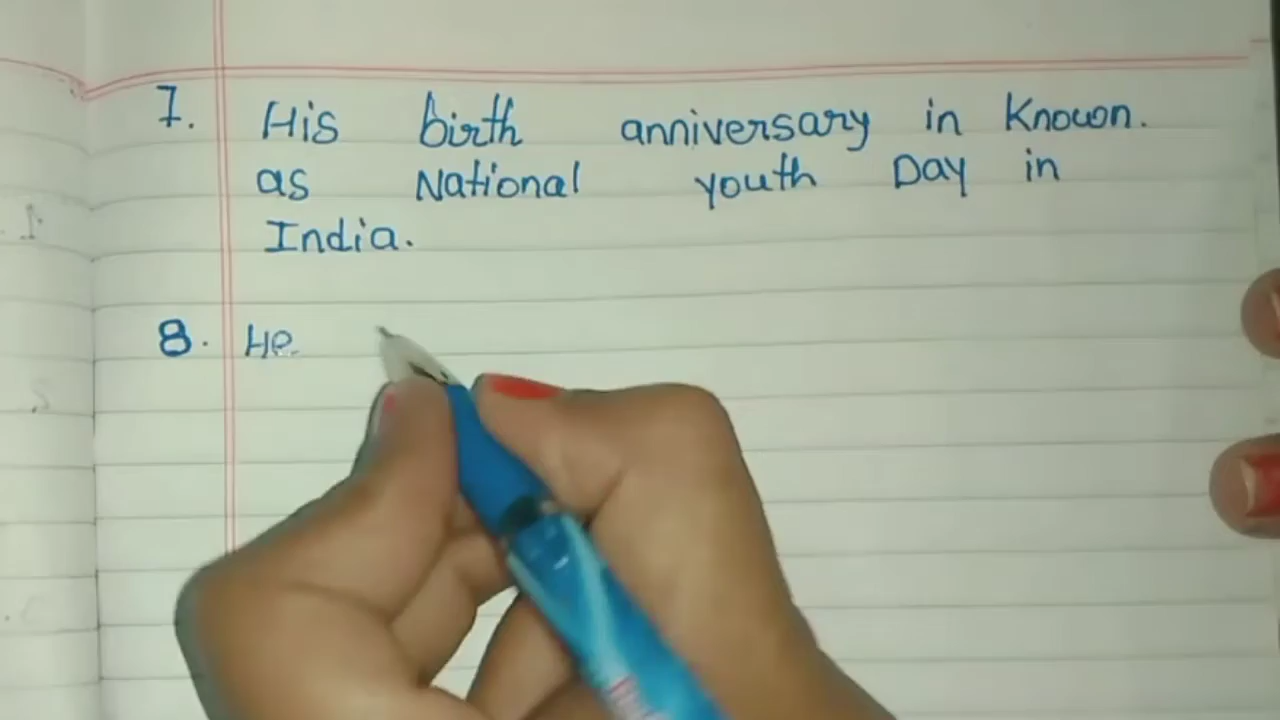 7. His birth anniversary in Known.
as National youth Day in
India.
8. He